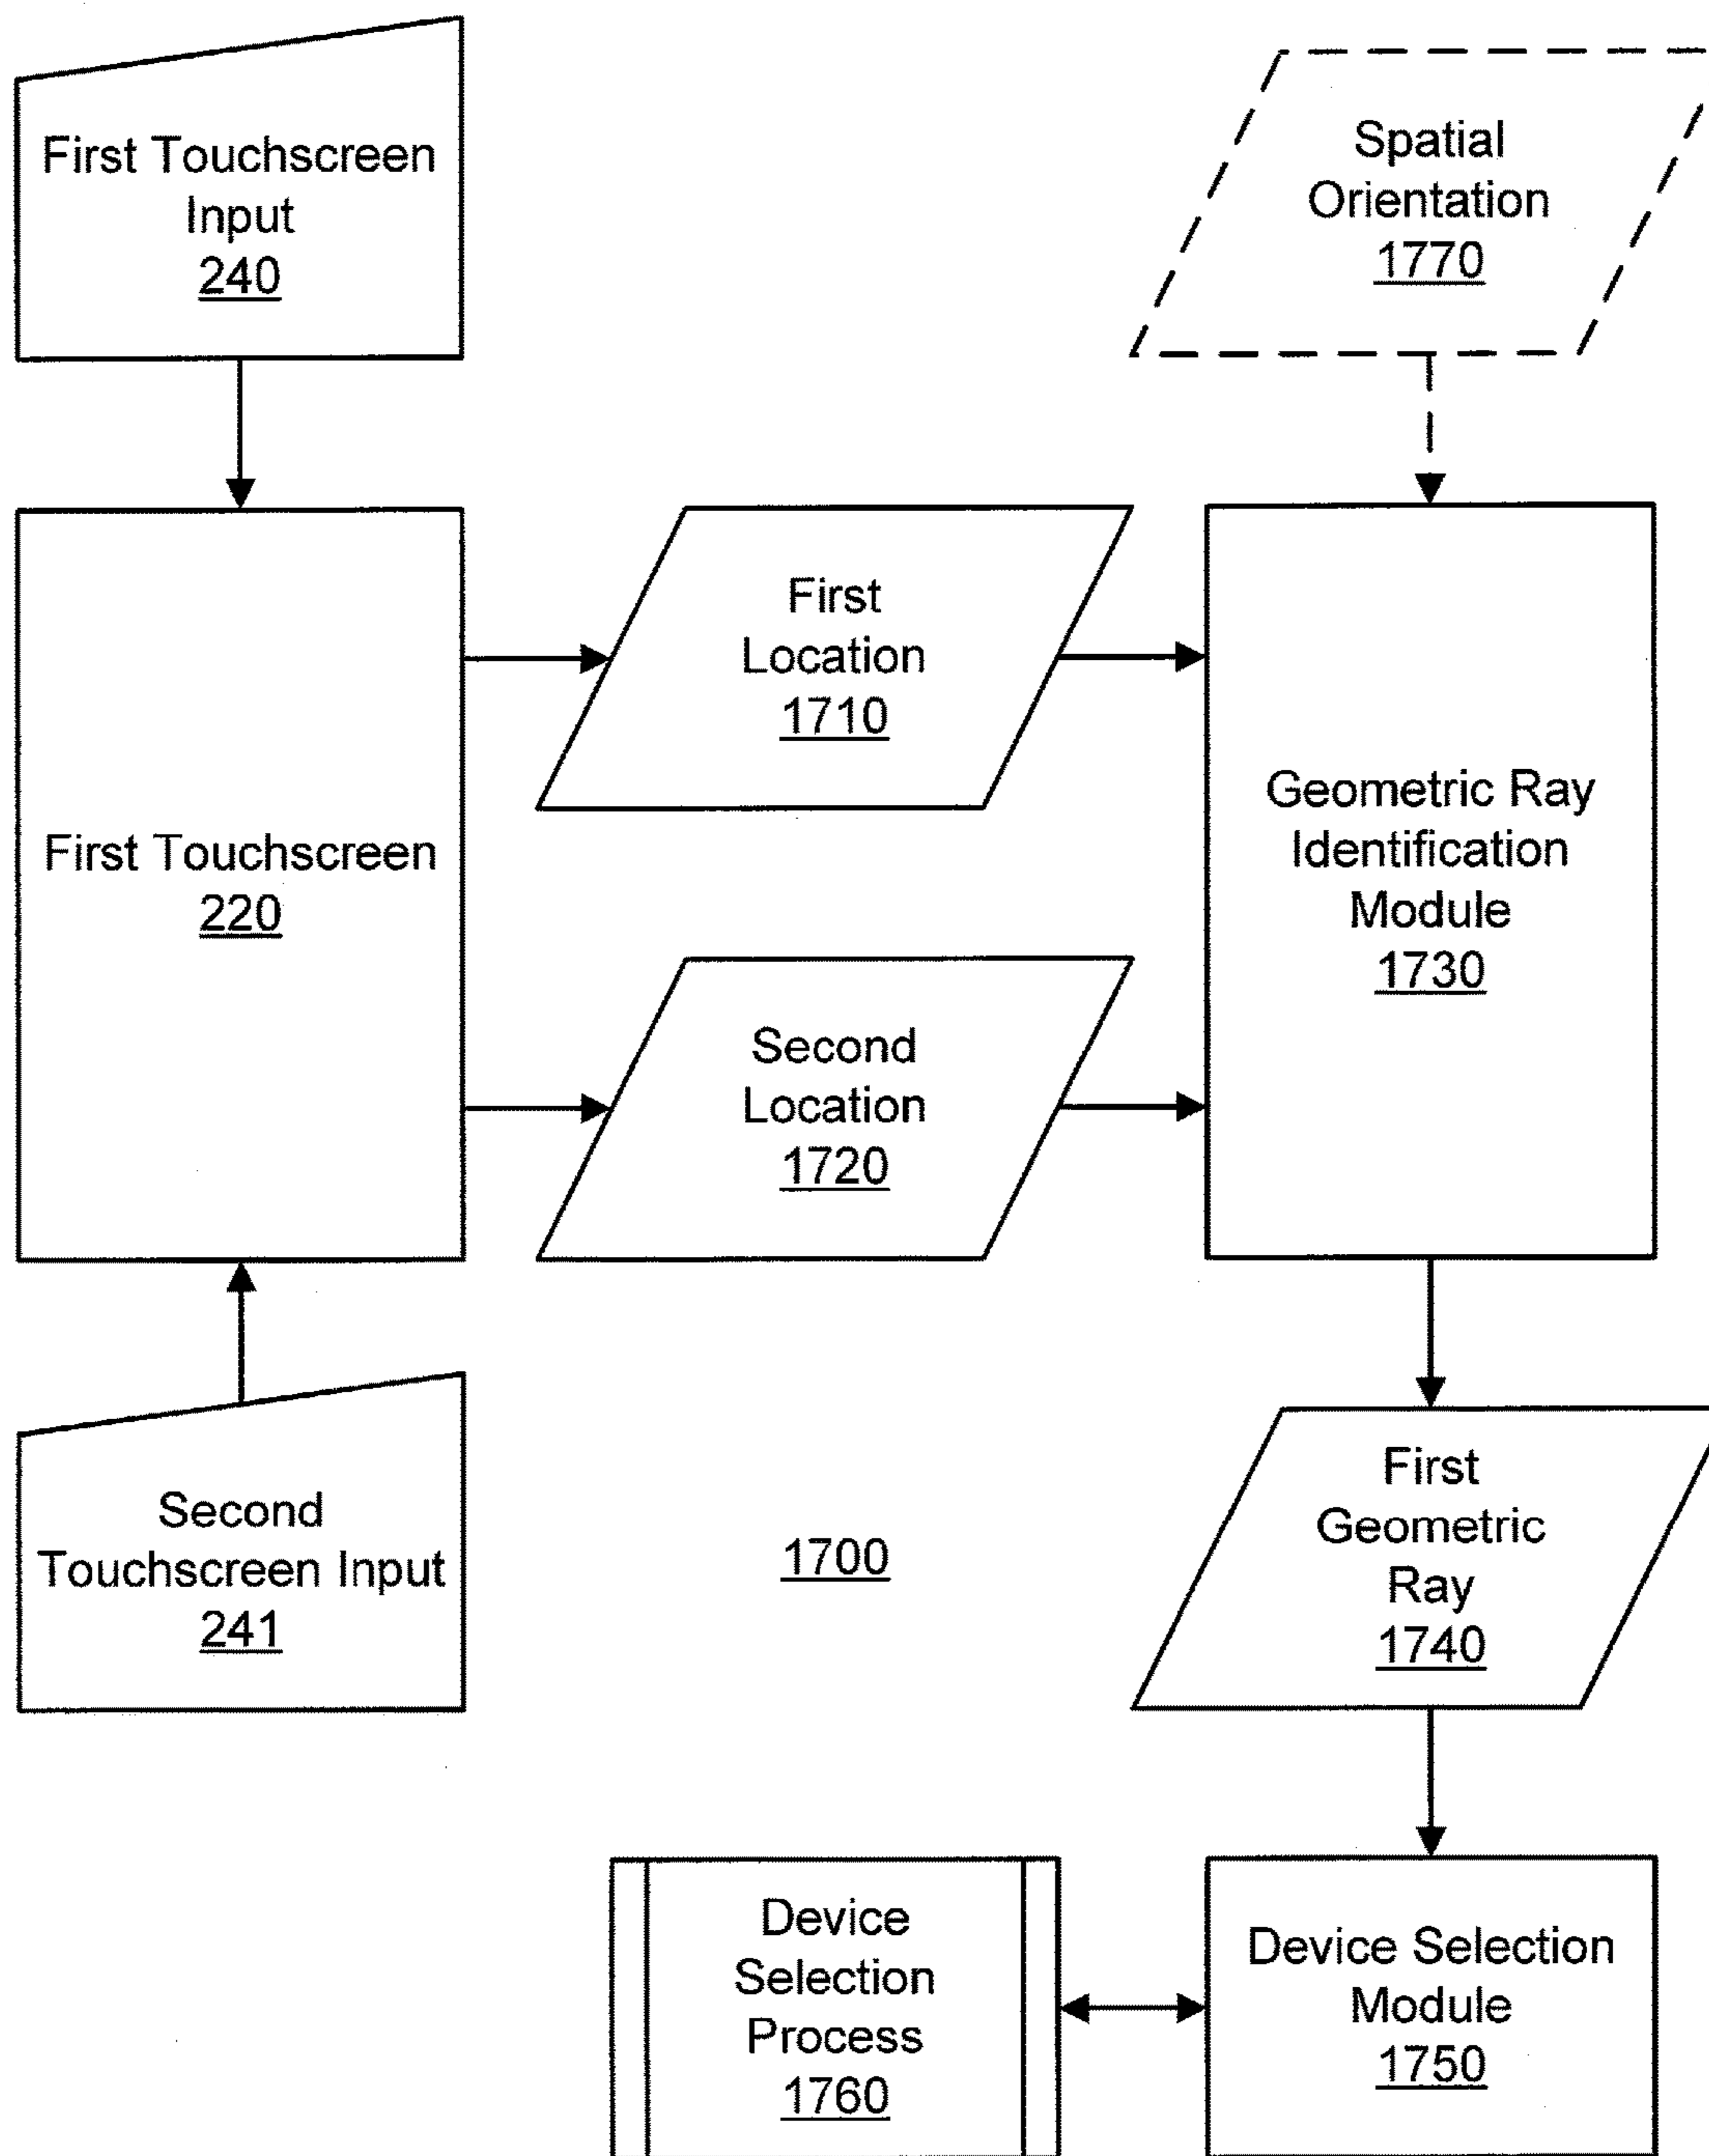 First Touchscreen
Input
240
Spatial
Orientation
1770
First Touchscreen
220
First
Location
1710
Second
Location
1720
Geometric Ray
Identification
Module
1730
Second
Touchscreen Input
241
1700
First
Geometric
Ray
1740
Device
Selection
Process
1760
Device Selection
Module
1750